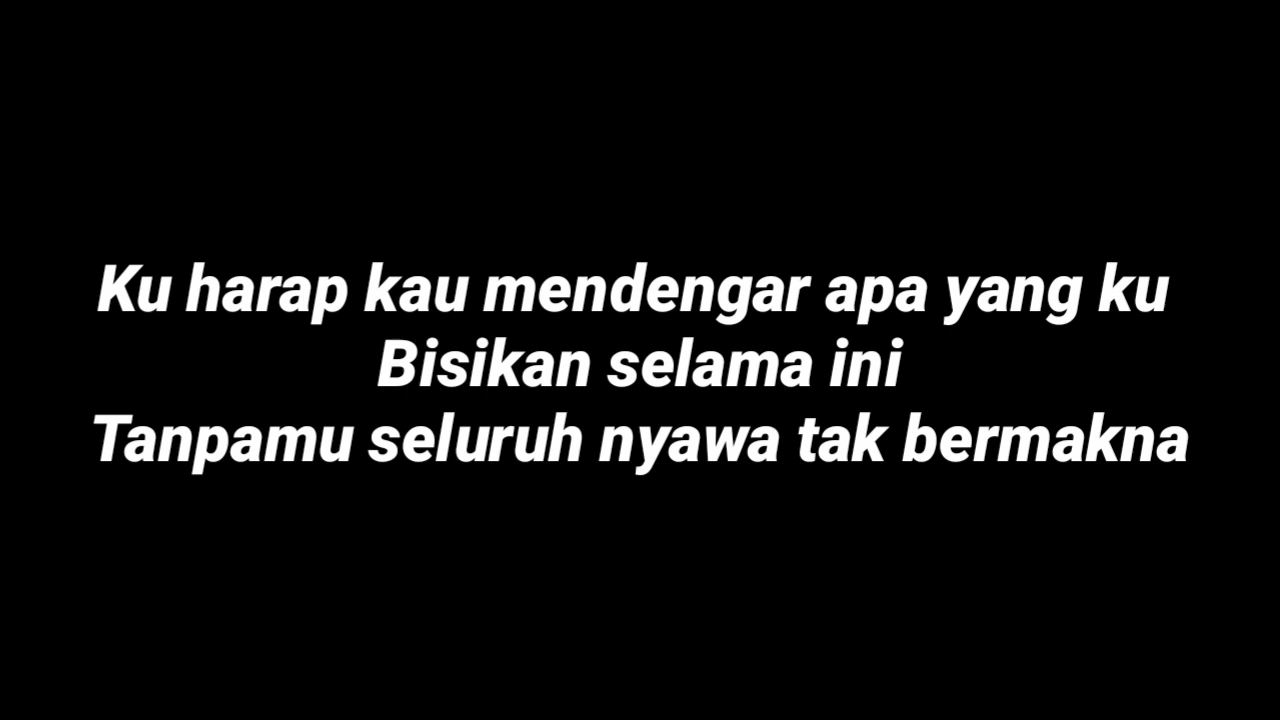 Ku harap kau mendengar apa yang ku
Bisikan selama ini
Tanpamu seluruh nyawa tak bermakna